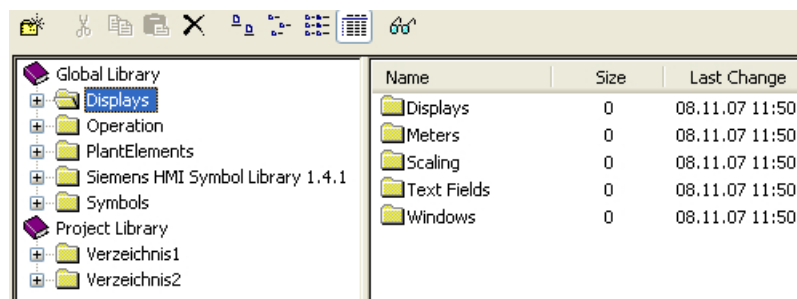 Global Library
Displays
Operation
PlantElements
Siemens HMI Symbol Library 1.4.1
Symbols
Project Library
Verzeichnis1
Verzeichnis2
Name Size Last Change
Displays 0 08.11.07 11:50
Meters 0 08.11.07 11:50
Scaling 0 08.11.07 11:50
Text Fields 0 08.11.07 11:50
Windows 0 08.11.07 11:50